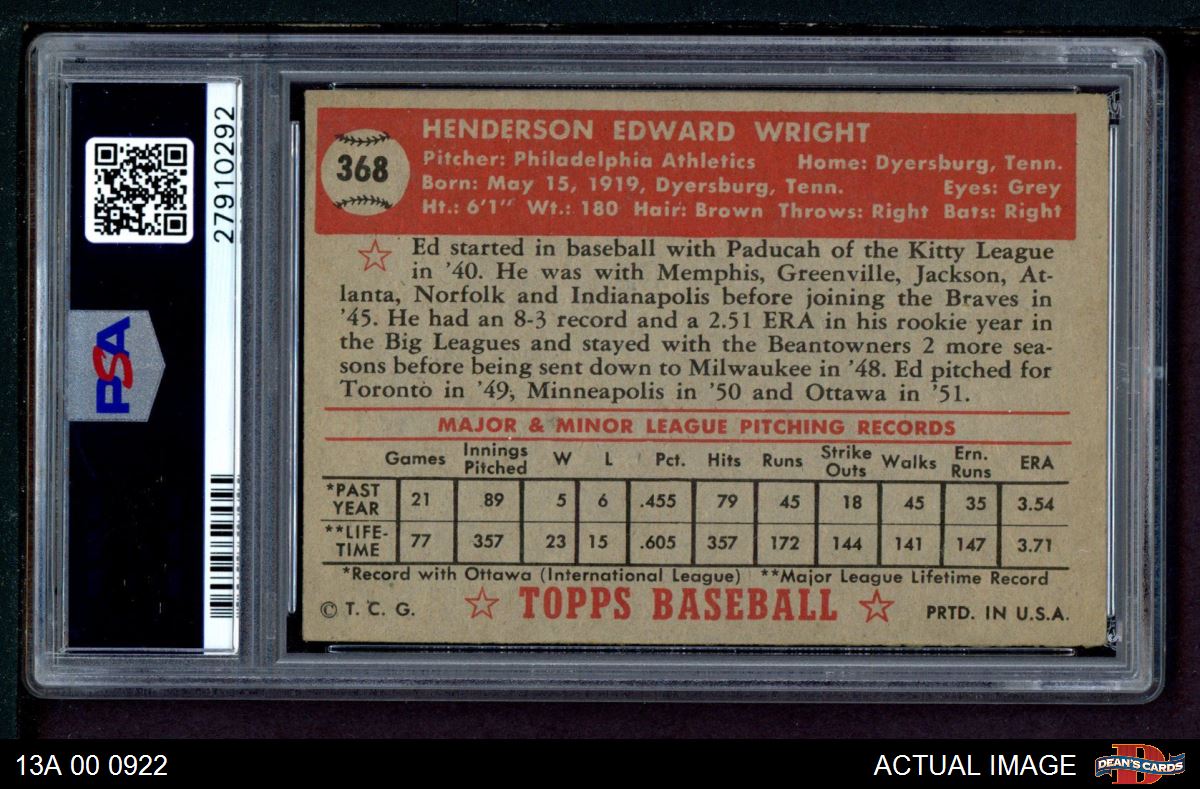 27910292
PSA
368
HENDERSON EDWARD WRIGHT
Pitcher: Philadelphia Athletics Home: Dyersburg, Tenn.
Born: May 15, 1919, Dyersburg, Tenn. Eyes: Grey
Ht.: 6'1" Wt.: 180 Hair: Brown Throws: Right Bats: Right
Ed started in baseball with Paducah of the Kitty League
in '40. He was with Memphis, Greenville, Jackson, At-
lanta, Norfolk and Indianapolis before joining the Braves in
'45. He had an 8-3 record and a 2.51 ERA in his rookie year in
the Big Leagues and stayed with the Beantowners 2 more sea-
sons before being sent down to Milwaukee in '48. Ed pitched for
Toronto in '49, Minneapolis in '50 and Ottawa in '51.
MAJOR & MINOR LEAGUE PITCHING RECORDS
Games Innings Pitched W L Pct. Hits Runs Strike Outs Walks Ern. Runs ERA
*PAST YEAR 21 89 5 6 .455 79 45 18 45 35 3.54
**LIFE-TIME 77 357 23 15 .605 357 172 144 141 147 3.71
*Record with Ottawa (International League) **Major League Lifetime Record
© T. C. G. TOPPS BASEBALL PRTD. IN U.S.A.
13A 00 0922 ACTUAL IMAGE
D
DEAN'S CARDS